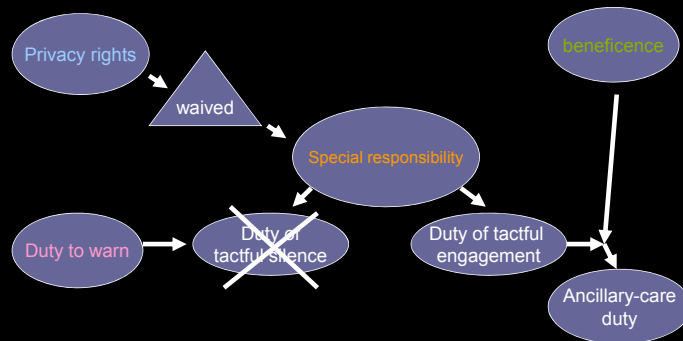 Privacy rights
beneficence
waived
Special responsibility
Duty to warn
Duty of
tactful silence
Duty of tactful
engagement
Ancillary-care
duty